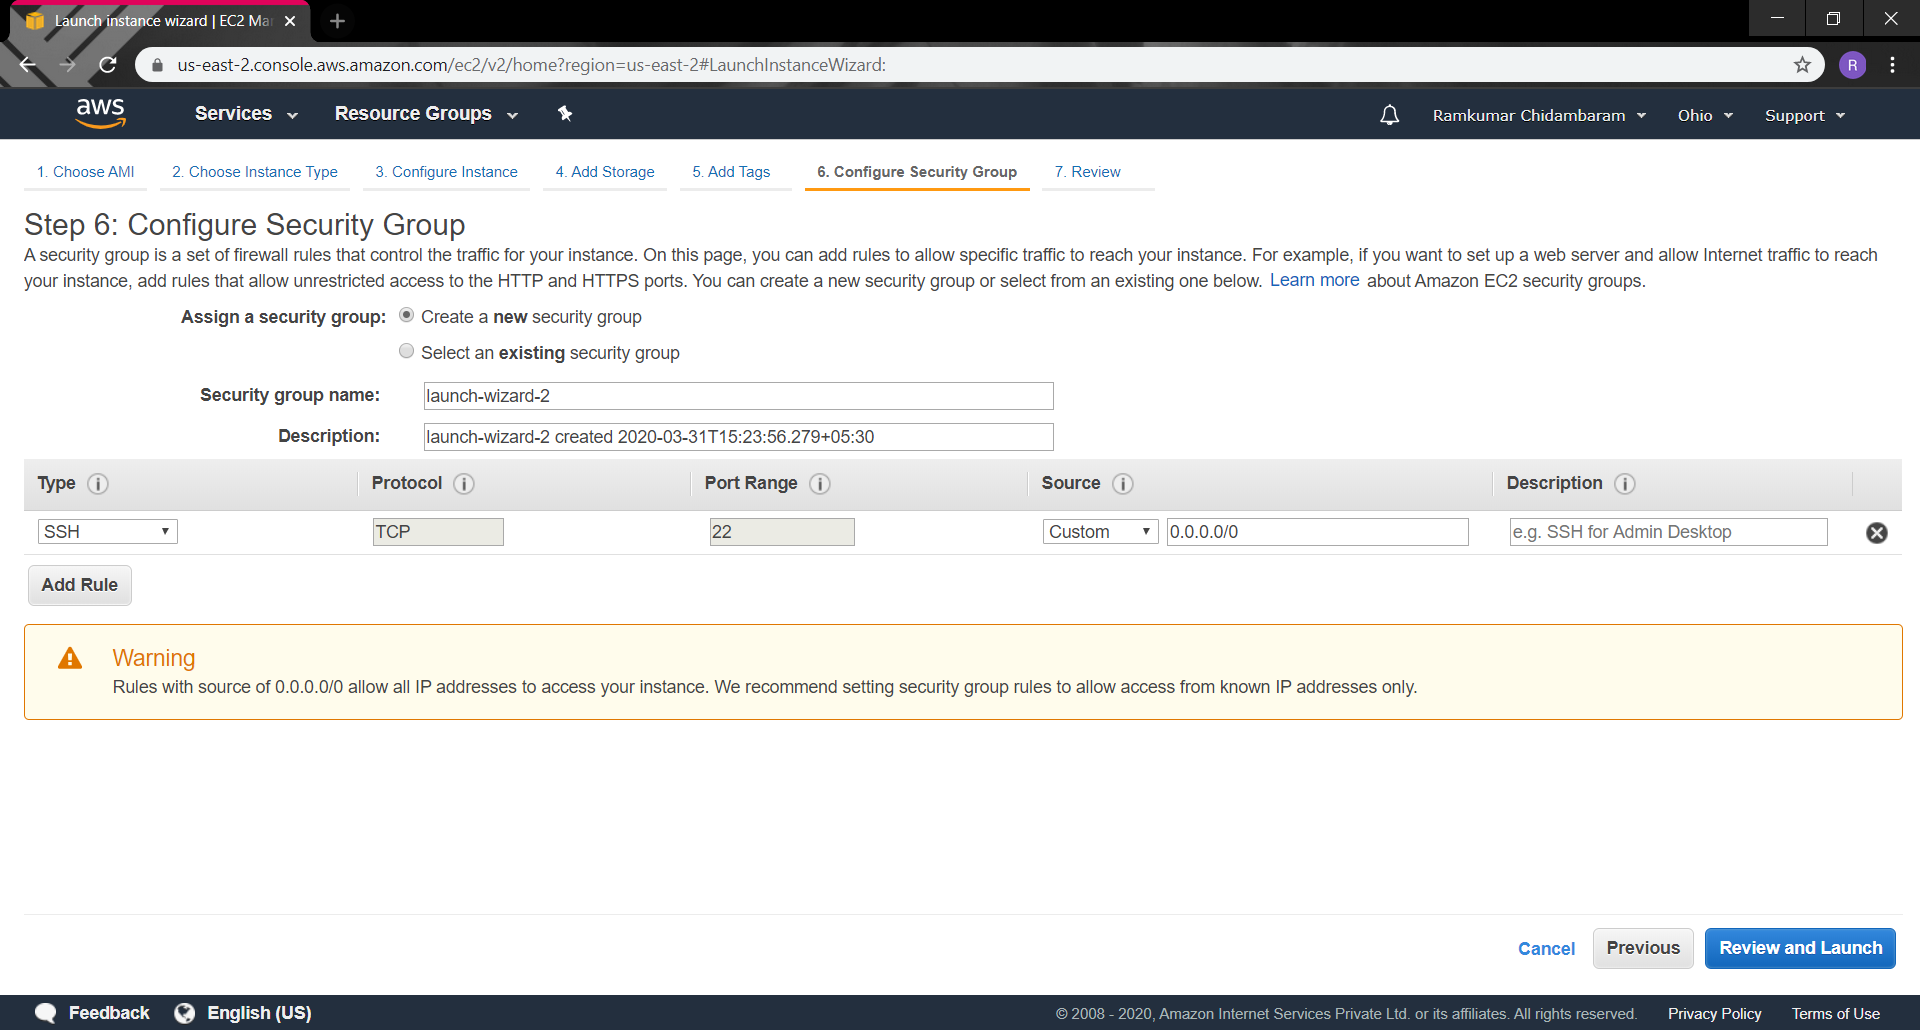 Launch instance wizard | EC2 Mar
us-east-2.console.aws.amazon.com/ec2/v2/home?region=us-east-2#LaunchInstanceWizard:
R
aws
Services
Resource Groups
Ramkumar Chidambaram
Ohio
Support
1. Choose AMI
2. Choose Instance Type
3. Configure Instance
4. Add Storage
5. Add Tags
6. Configure Security Group
7. Review
Step 6: Configure Security Group
A security group is a set of firewall rules that control the traffic for your instance. On this page, you can add rules to allow specific traffic to reach your instance. For example, if you want to set up a web server and allow Internet traffic to reach
your instance, add rules that allow unrestricted access to the HTTP and HTTPS ports. You can create a new security group or select from an existing one below. Learn more about Amazon EC2 security groups.
Assign a security group: Create a new security group
Select an existing security group
Security group name: launch-wizard-2
Description: launch-wizard-2 created 2020-03-31T15:23:56.279+05:30
Type i Protocol i Port Range i Source i Description i
SSH TCP 22 Custom 0.0.0.0/0 e.g. SSH for Admin Desktop
Add Rule
Warning
Rules with source of 0.0.0.0/0 allow all IP addresses to access your instance. We recommend setting security group rules to allow access from known IP addresses only.
Cancel
Previous
Review and Launch
Feedback
English (US)
© 2008 - 2020, Amazon Internet Services Private Ltd. or its affiliates. All rights reserved.
Privacy Policy
Terms of Use